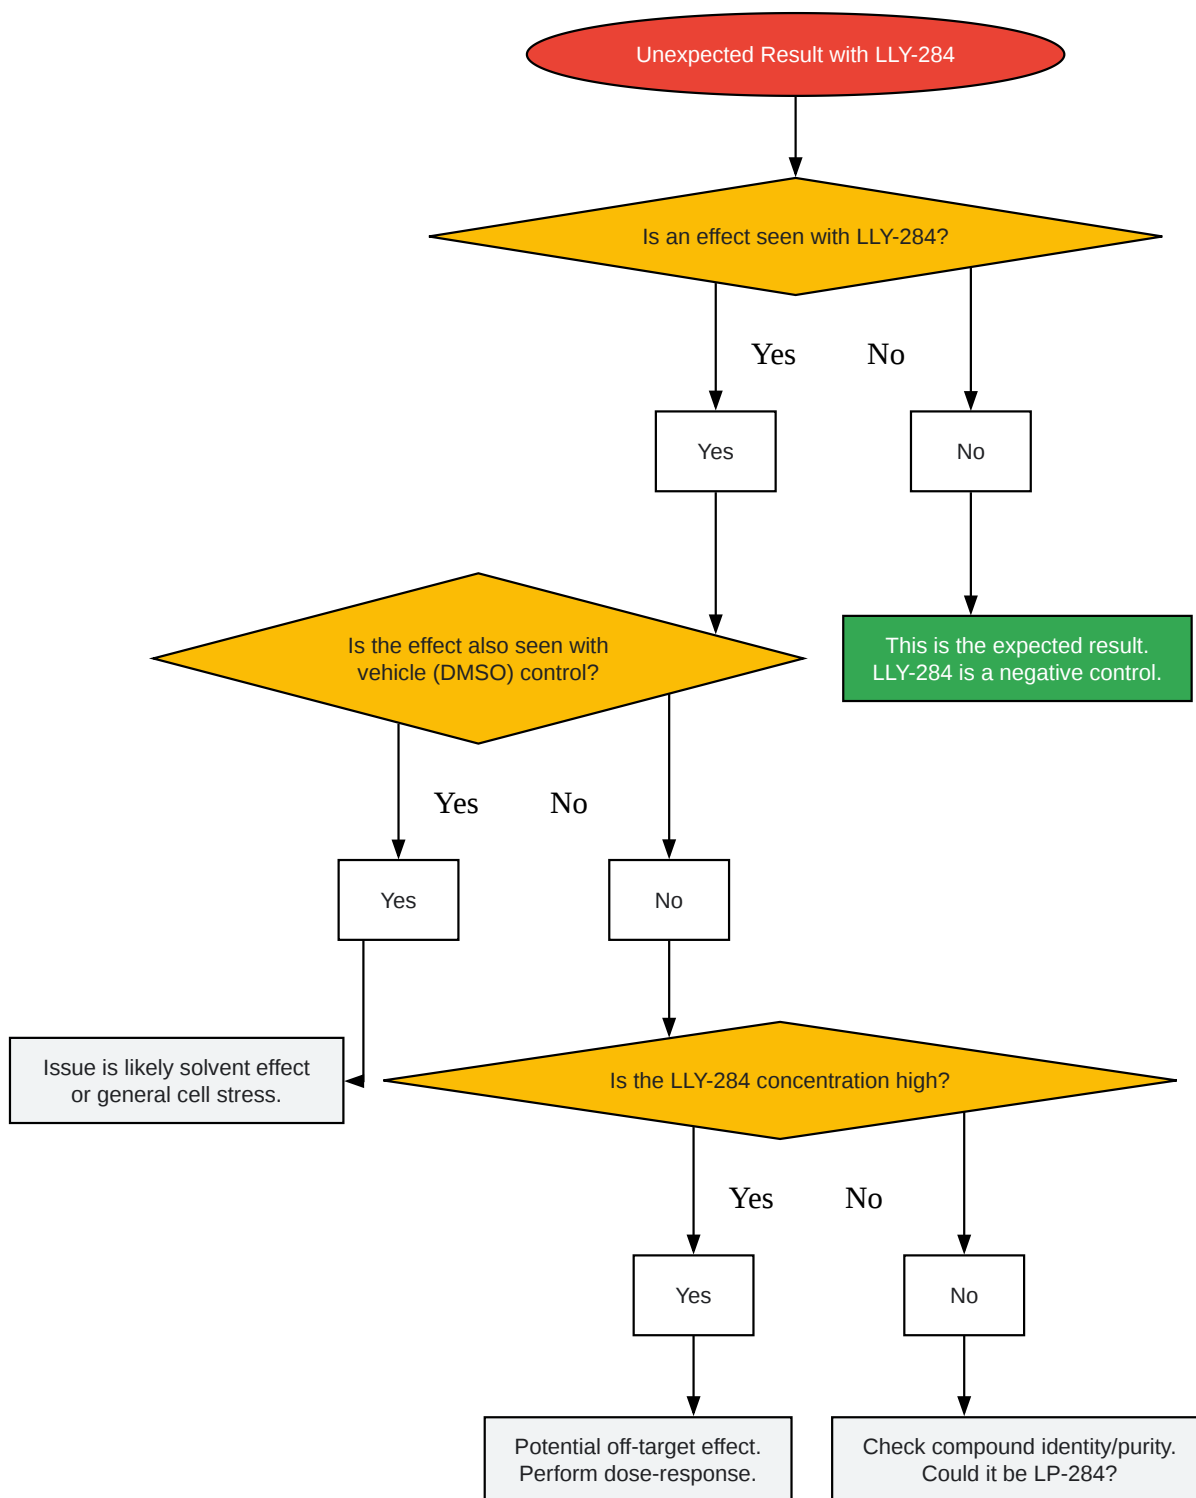 Unexpected Result with LLY-284
Is an effect seen with LLY-284?
Yes
No
Yes
No
Is the effect also seen with
vehicle (DMSO) control?
This is the expected result.
LLY-284 is a negative control.
Yes
No
Yes
No
Issue is likely solvent effect
or general cell stress.
Is the LLY-284 concentration high?
Yes
No
Yes
No
Potential off-target effect.
Perform dose-response.
Check compound identity/purity.
Could it be LP-284?